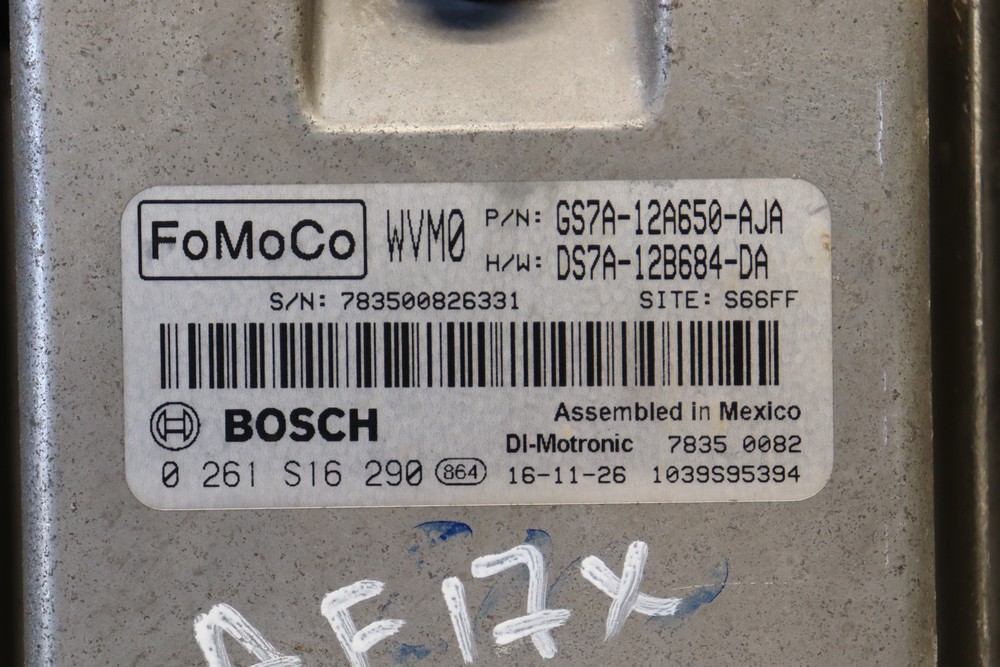 FoMoCo WVM0 P/N: GS7A-12A650-AJA
H/W: DS7A-12B684-DA
S/N: 783500826331 SITE: S66FF
BOSCH
Assembled in Mexico
DI-Motronic 7835 0082
0 261 S16 290 864 16-11-26 1039S95394
AF17X